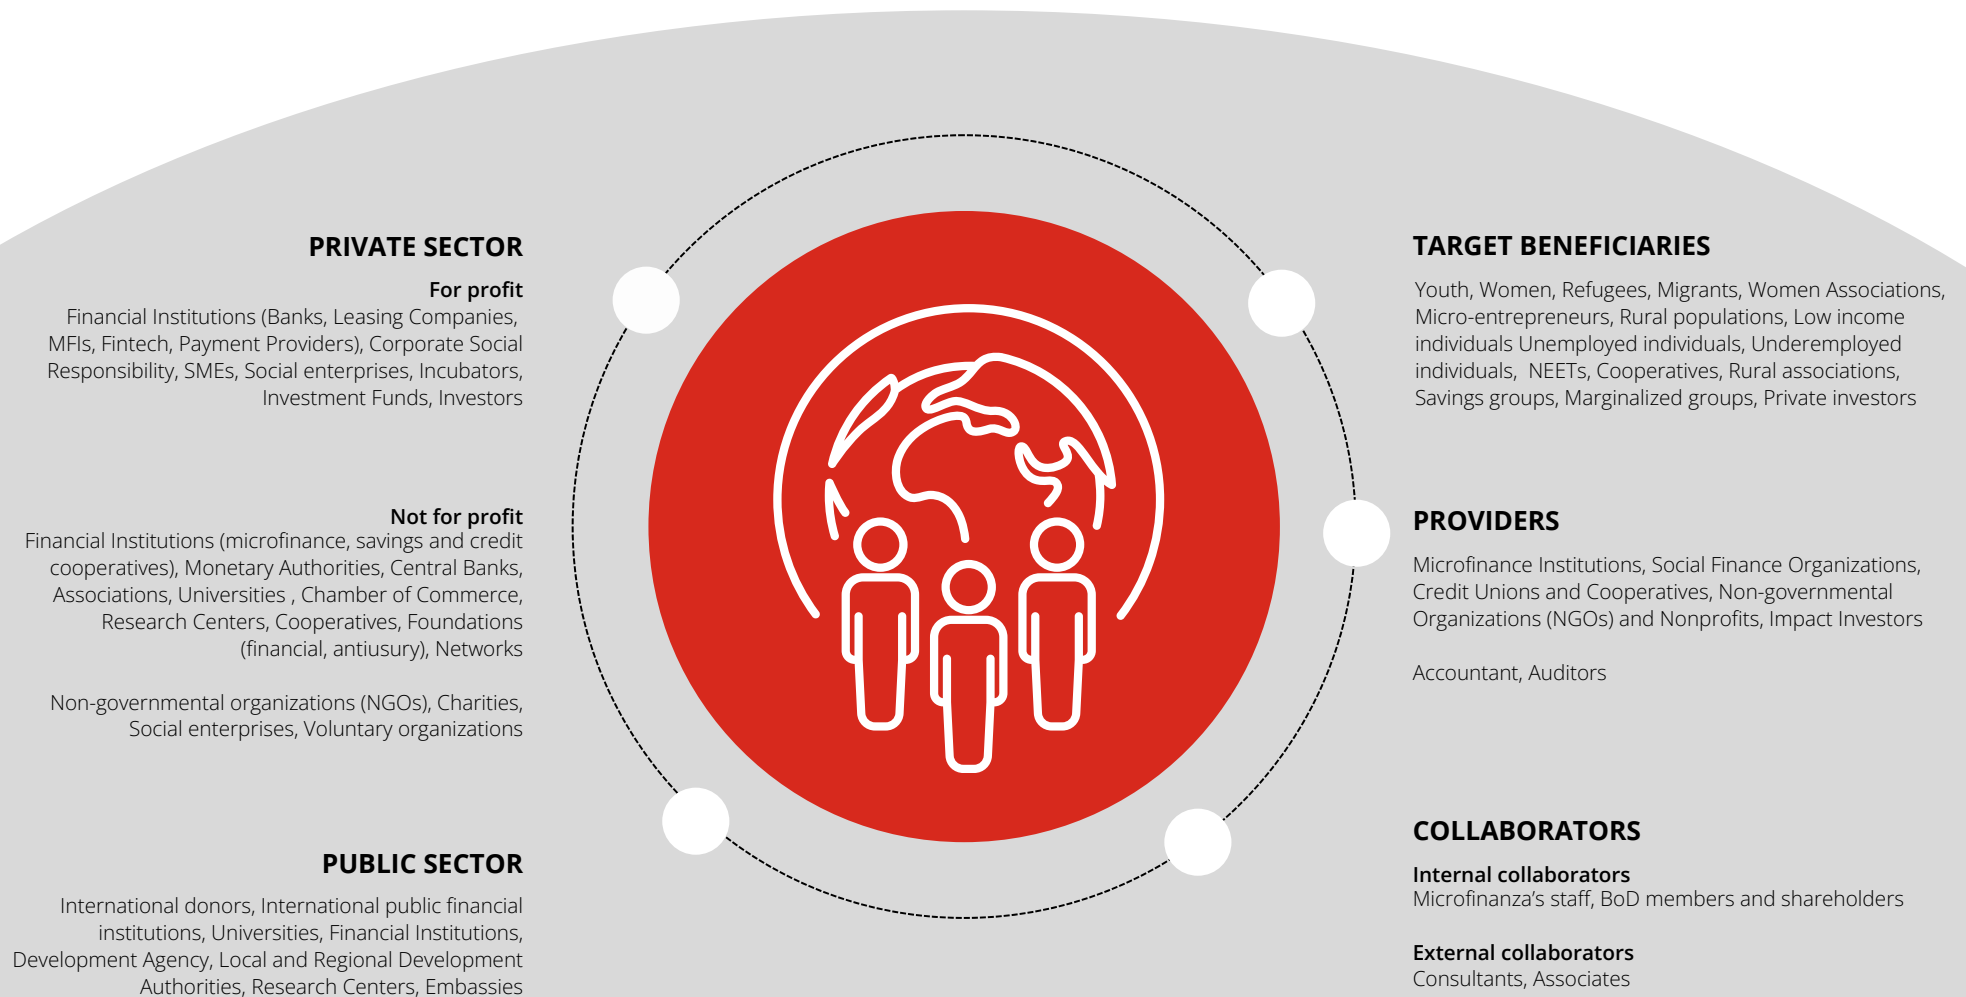 PRIVATE SECTOR
For profit
Financial Institutions (Banks, Leasing Companies,
MFIs, Fintech, Payment Providers), Corporate Social
Responsibility, SMEs, Social enterprises, Incubators,
Investment Funds, Investors
Not for profit
Financial Institutions (microfinance, savings and credit
cooperatives), Monetary Authorities, Central Banks,
Associations, Universities , Chamber of Commerce,
Research Centers, Cooperatives, Foundations
(financial, antiusury), Networks
Non-governmental organizations (NGOs), Charities,
Social enterprises, Voluntary organizations
PUBLIC SECTOR
International donors, International public financial
institutions, Universities, Financial Institutions,
Development Agency, Local and Regional Development
Authorities, Research Centers, Embassies
TARGET BENEFICIARIES
Youth, Women, Refugees, Migrants, Women Associations,
Micro-entrepreneurs, Rural populations, Low income
individuals Unemployed individuals, Underemployed
individuals,  NEETs, Cooperatives, Rural associations,
Savings groups, Marginalized groups, Private investors
PROVIDERS
Microfinance Institutions, Social Finance Organizations,
Credit Unions and Cooperatives, Non-governmental
Organizations (NGOs) and Nonprofits, Impact Investors
Accountant, Auditors
COLLABORATORS
Internal collaborators
Microfinanza’s staff, BoD members and shareholders
External collaborators
Consultants, Associates